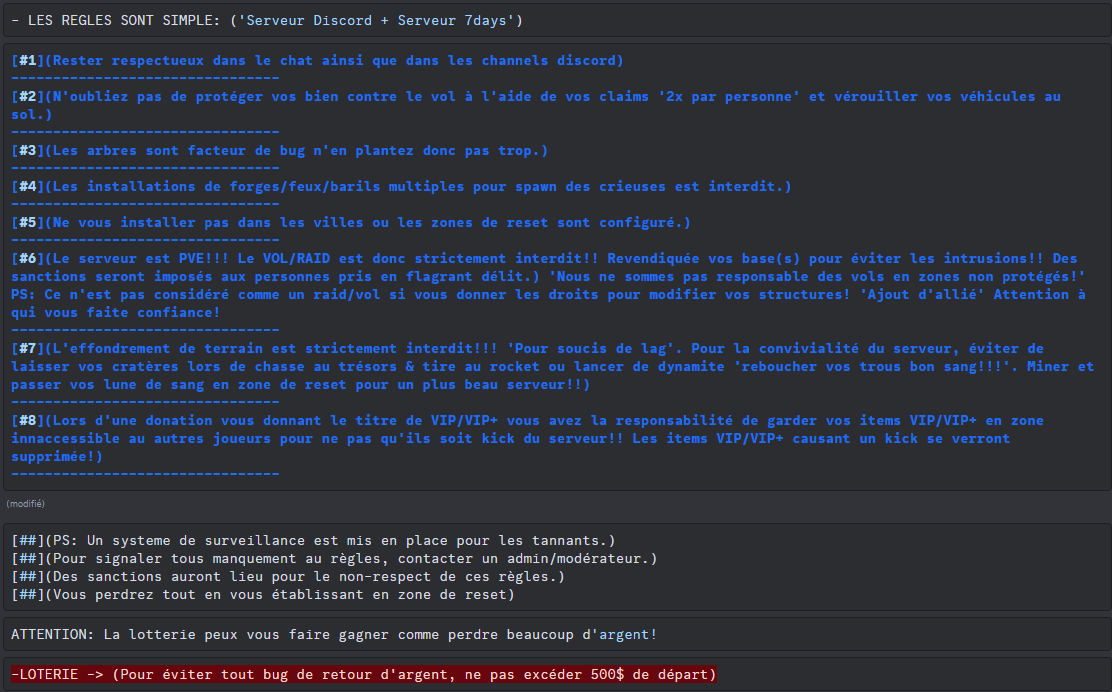 - LES REGLES SONT SIMPLE: ('Serveur Discord + Serveur 7days')
[#1](Rester respectueux dans le chat ainsi que dans les channels discord)
--------------------------------
[#2](N'oubliez pas de protéger vos bien contre le vol à l'aide de vos claims '2x par personne' et vérouiller vos véhicules au
sol.)
--------------------------------
[#3](Les arbres sont facteur de bug n'en plantez donc pas trop.)
--------------------------------
[#4](Les installations de forges/feux/barils multiples pour spawn des crieuses est interdit.)
--------------------------------
[#5](Ne vous installer pas dans les villes ou les zones de reset sont configuré.)
--------------------------------
[#6](Le serveur est PVE!!! Le VOL/RAID est donc strictement interdit!! Revendiquée vos base(s) pour éviter les intrusions!! Des
sanctions seront imposés aux personnes pris en flagrant délit.) 'Nous ne sommes pas responsable des vols en zones non protégés!'
PS: Ce n'est pas considéré comme un raid/vol si vous donner les droits pour modifier vos structures! 'Ajout d'allié' Attention à
qui vous faite confiance!
--------------------------------
[#7](L'effondrement de terrain est strictement interdit!!! 'Pour soucis de lag'. Pour la convivialité du serveur, éviter de
laisser vos cratères lors de chasse au trésors & tire au rocket ou lancer de dynamite 'reboucher vos trous bon sang!!!'. Miner et
passer vos lune de sang en zone de reset pour un plus beau serveur!!)
--------------------------------
[#8](Lors d'une donation vous donnant le titre de VIP/VIP+ vous avez la responsabilité de garder vos items VIP/VIP+ en zone
innaccessible au autres joueurs pour ne pas qu'ils soit kick du serveur!! Les items VIP/VIP+ causant un kick se verront
supprimée!)
--------------------------------
(modifié)
[##](PS: Un systeme de surveillance est mis en place pour les tannants.)
[##](Pour signaler tous manquement au règles, contacter un admin/modérateur.)
[##](Des sanctions auront lieu pour le non-respect de ces règles.)
[##](Vous perdrez tout en vous établissant en zone de reset)
ATTENTION: La lotterie peux vous faire gagner comme perdre beaucoup d'argent!
-LOTERIE -> (Pour éviter tout bug de retour d'argent, ne pas excéder 500$ de départ)